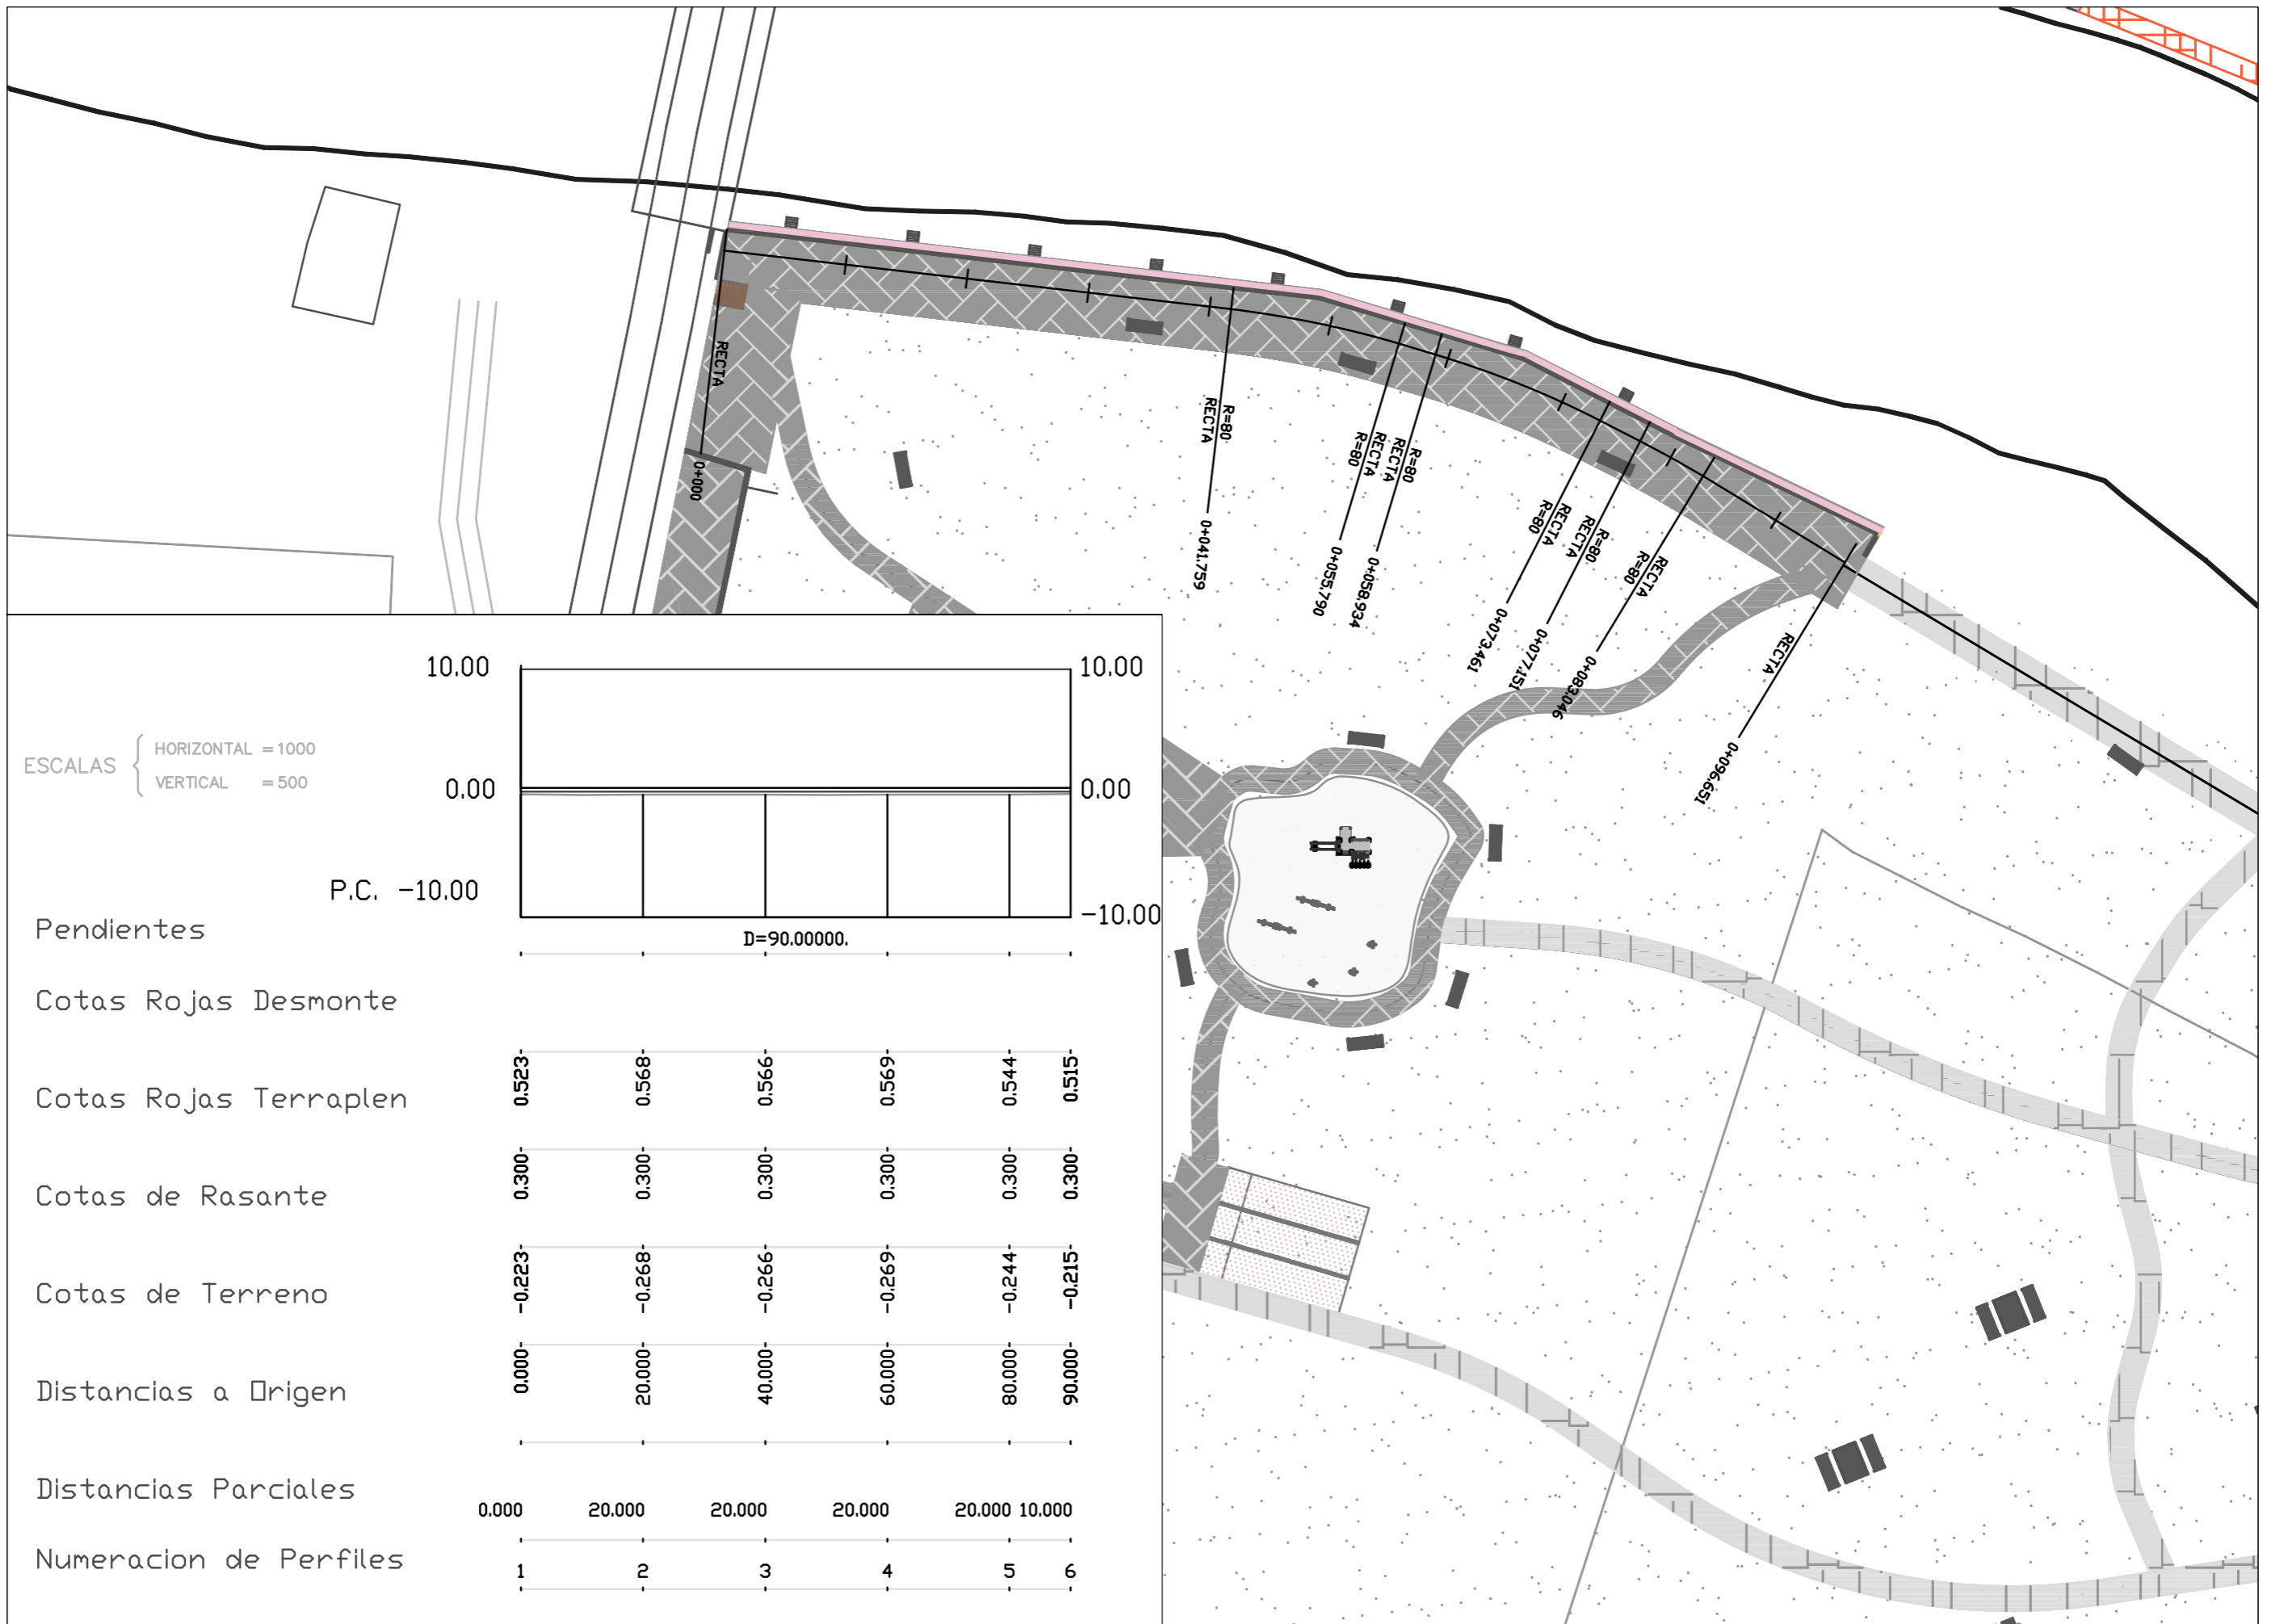 RECTA
0+000
R=80
RECTA
0+041.759
R=80
RECTA
0+055.790
R=80
RECTA
0+058.934
RECTA
R=80
0+073.461
R=80
RECTA
0+077.151
RECTA
R=80
0+083.046
RECTA
0+096.651
10.00 10.00
ESCALAS { HORIZONTAL = 1000
VERTICAL = 500
0.00 0.00
P.C. -10.00 -10.00
Pendientes D=90.00000.
Cotas Rojas Desmonte
Cotas Rojas Terraplen 0.523 0.568 0.566 0.569 0.544 0.515
Cotas de Rasante 0.300 0.300 0.300 0.300 0.300 0.300
Cotas de Terreno -0.223 -0.268 -0.266 -0.269 -0.244 -0.215
Distancias a Origen 0.000 20.000 40.000 60.000 80.000 90.000
Distancias Parciales 0.000 20.000 20.000 20.000 20.000 10.000
Numeracion de Perfiles 1 2 3 4 5 6